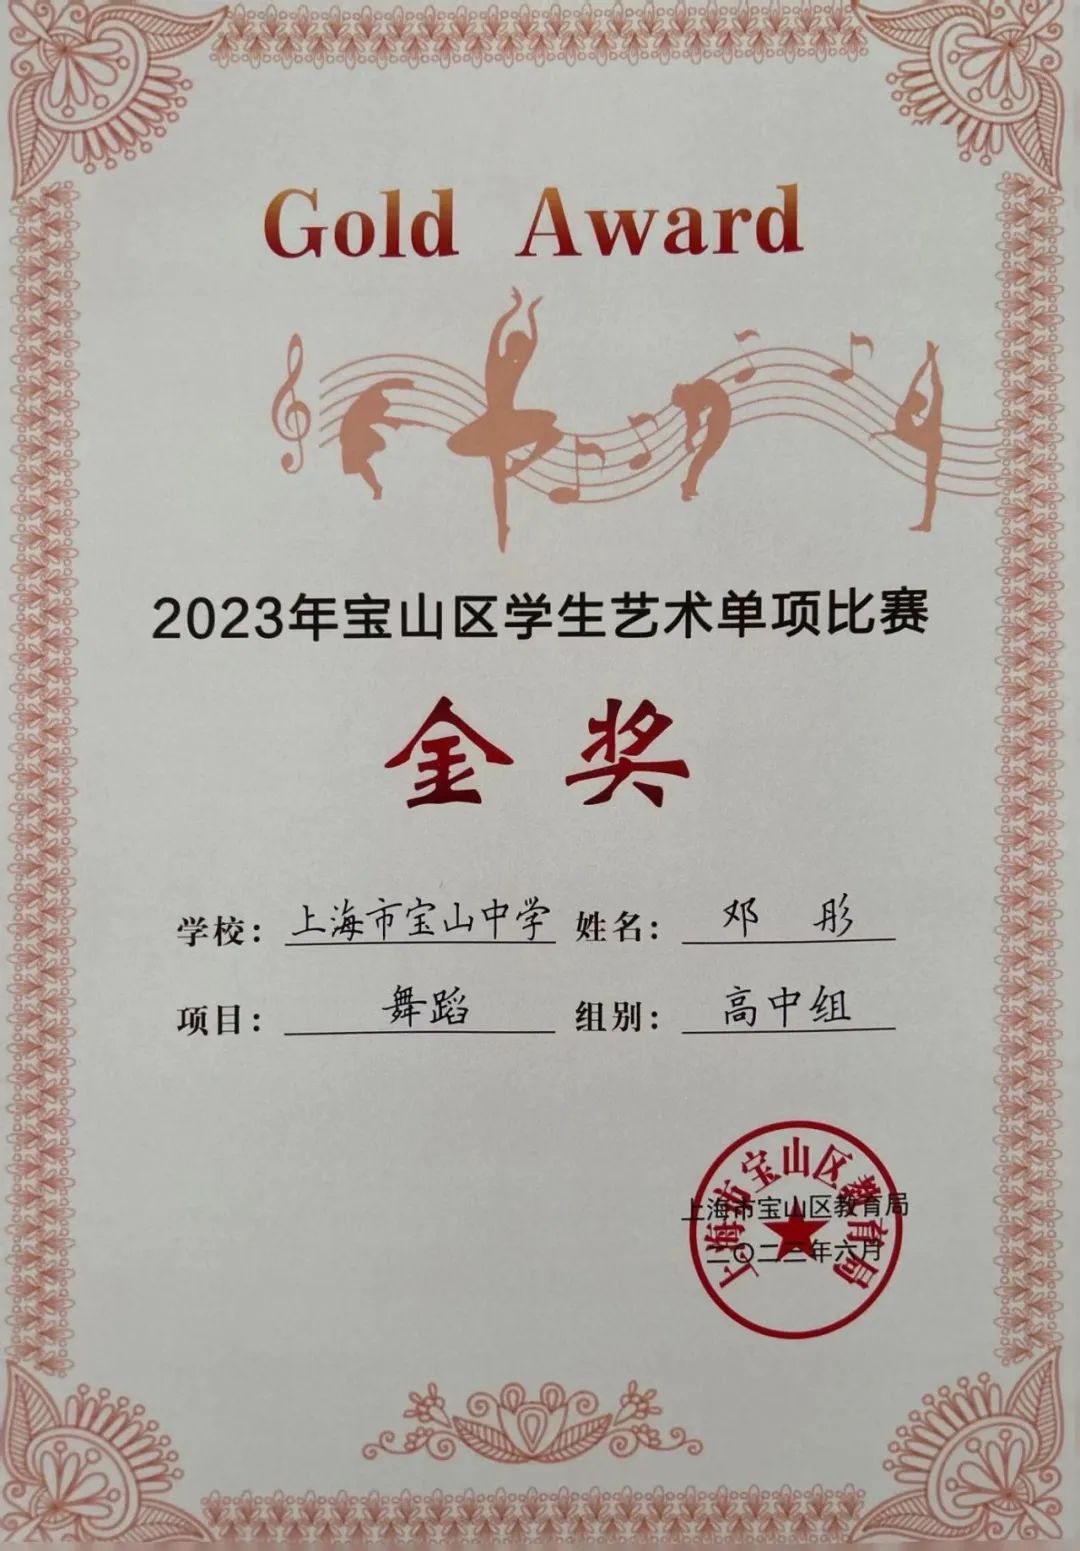 Gold Award
2023年宝山区学生艺术单项比赛
金奖
学校：上海市宝山中学 姓名：邓 彤
项目：舞蹈 组别：高中组
上海市宝山区教育局
上海市宝山区教育局
二〇二三年六月